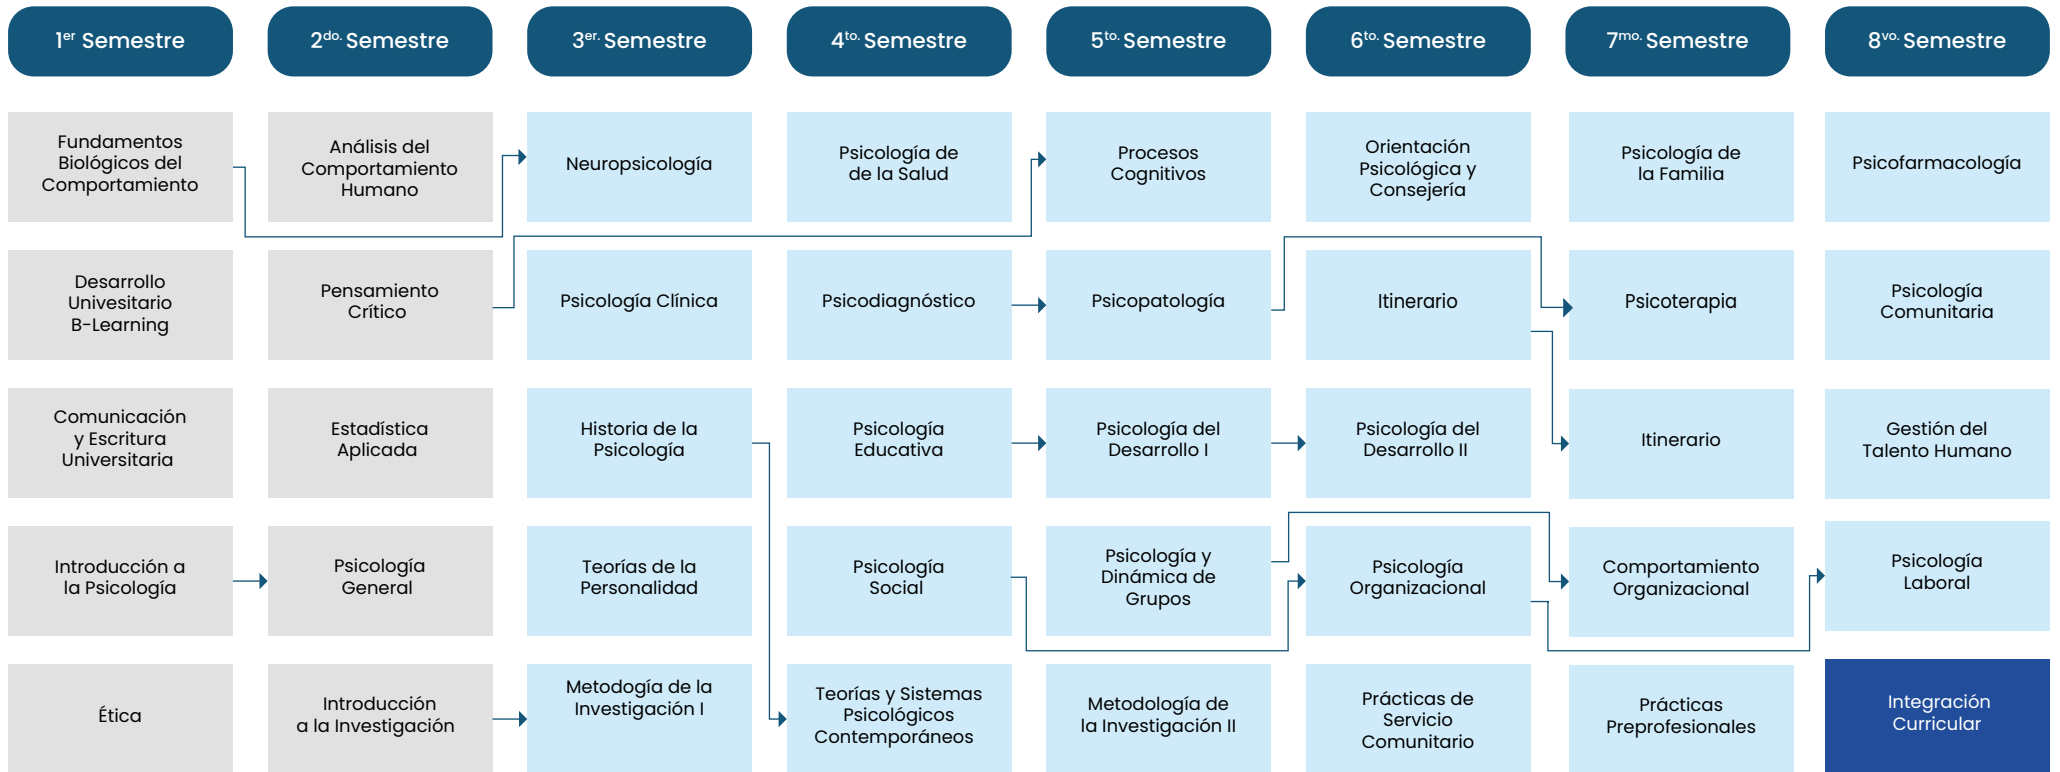 1er Semestre
2do. Semestre
3er. Semestre
4to. Semestre
5to. Semestre
6to. Semestre
7mo. Semestre
8vo. Semestre
Fundamentos
Biológicos del
Comportamiento
Análisis del
Comportamiento
Humano
Neuropsicología
Psicología de
de la Salud
Procesos
Cognitivos
Orientación
Psicológica y
Consejería
Psicología de
la Familia
Psicofarmacología
Desarrollo
Univesitario
B-Learning
Pensamiento
Crítico
Psicología Clínica
Psicodiagnóstico
Psicopatología
Itinerario
Psicoterapia
Psicología
Comunitaria
Comunicación
y Escritura
Universitaria
Estadística
Aplicada
Historia de la
Psicología
Psicología
Educativa
Psicología del
Desarrollo I
Psicología del
Desarrollo II
Itinerario
Gestión del
Talento Humano
Introducción a
la Psicología
Psicología
General
Teorías de la
Personalidad
Psicología
Social
Psicología y
Dinámica de
Grupos
Psicología
Organizacional
Comportamiento
Organizacional
Psicología
Laboral
Ética
Introducción
a la Investigación
Metodogía de la
Investigación I
Teorías y Sistemas
Psicológicos
Contemporáneos
Metodología de
la Investigación II
Prácticas de
Servicio
Comunitario
Prácticas
Preprofesionales
Integración
Curricular